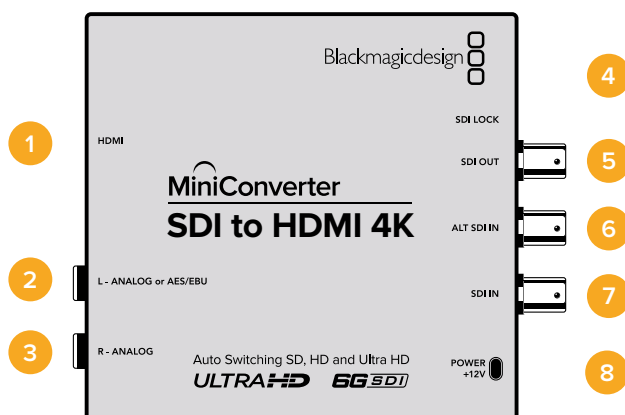 Blackmagicdesign
4
SDI LOCK
1
HDMI
SDI OUT
5
MiniConverter
SDI to HDMI 4K
ALT SDI IN
6
2
L - ANALOG or AES/EBU
SDI IN
7
3
R - ANALOG
Auto Switching SD, HD and Ultra HD
POWER
+12V
8
ULTRA HD 6G SDI